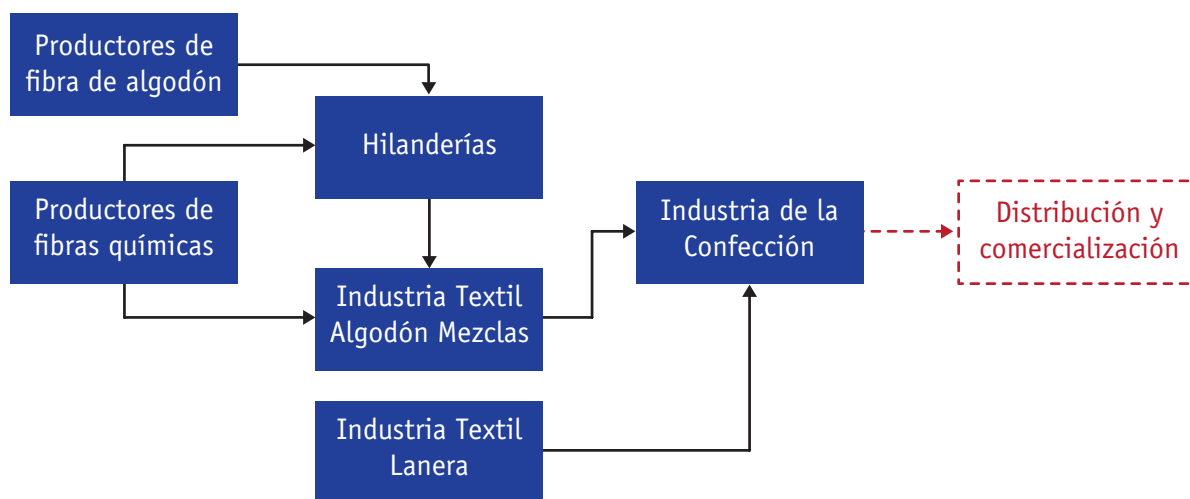 Productores de
fibra de algodón
Hilanderías
Productores de
fibras químicas
Industria de la
Confección
Distribución y
comercialización
Industria Textil
Algodón Mezclas
Industria Textil
Lanera